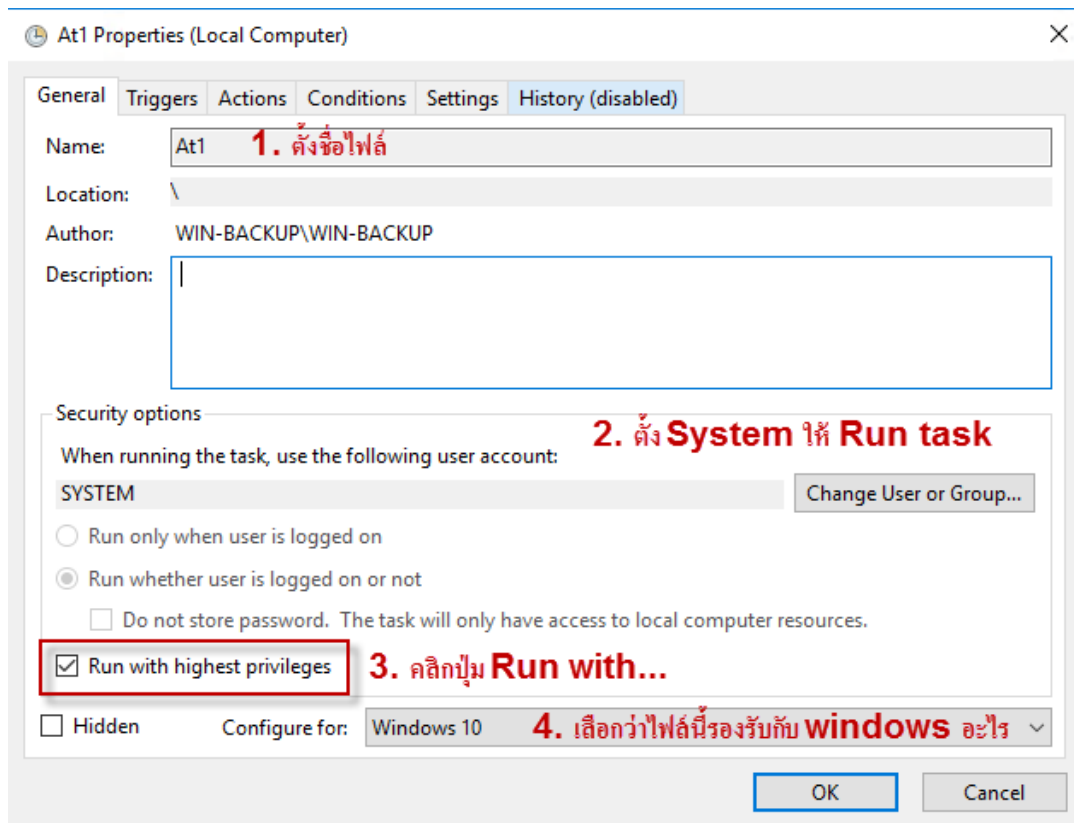 At1 Properties (Local Computer)
General Triggers Actions Conditions Settings History (disabled)
Name: At1 1. ตั้งชื่อไฟล์
Location: \
Author: WIN-BACKUP\WIN-BACKUP
Description:
Security options
2. ตั้ง System ให้ Run task
When running the task, use the following user account:
SYSTEM Change User or Group...
Run only when user is logged on
Run whether user is logged on or not
Do not store password. The task will only have access to local computer resources.
Run with highest privileges 3. คลิกปุ่ม Run with...
Hidden Configure for: Windows 10 4. เลือกว่าไฟล์นี้รองรับกับ windows อะไร
OK Cancel